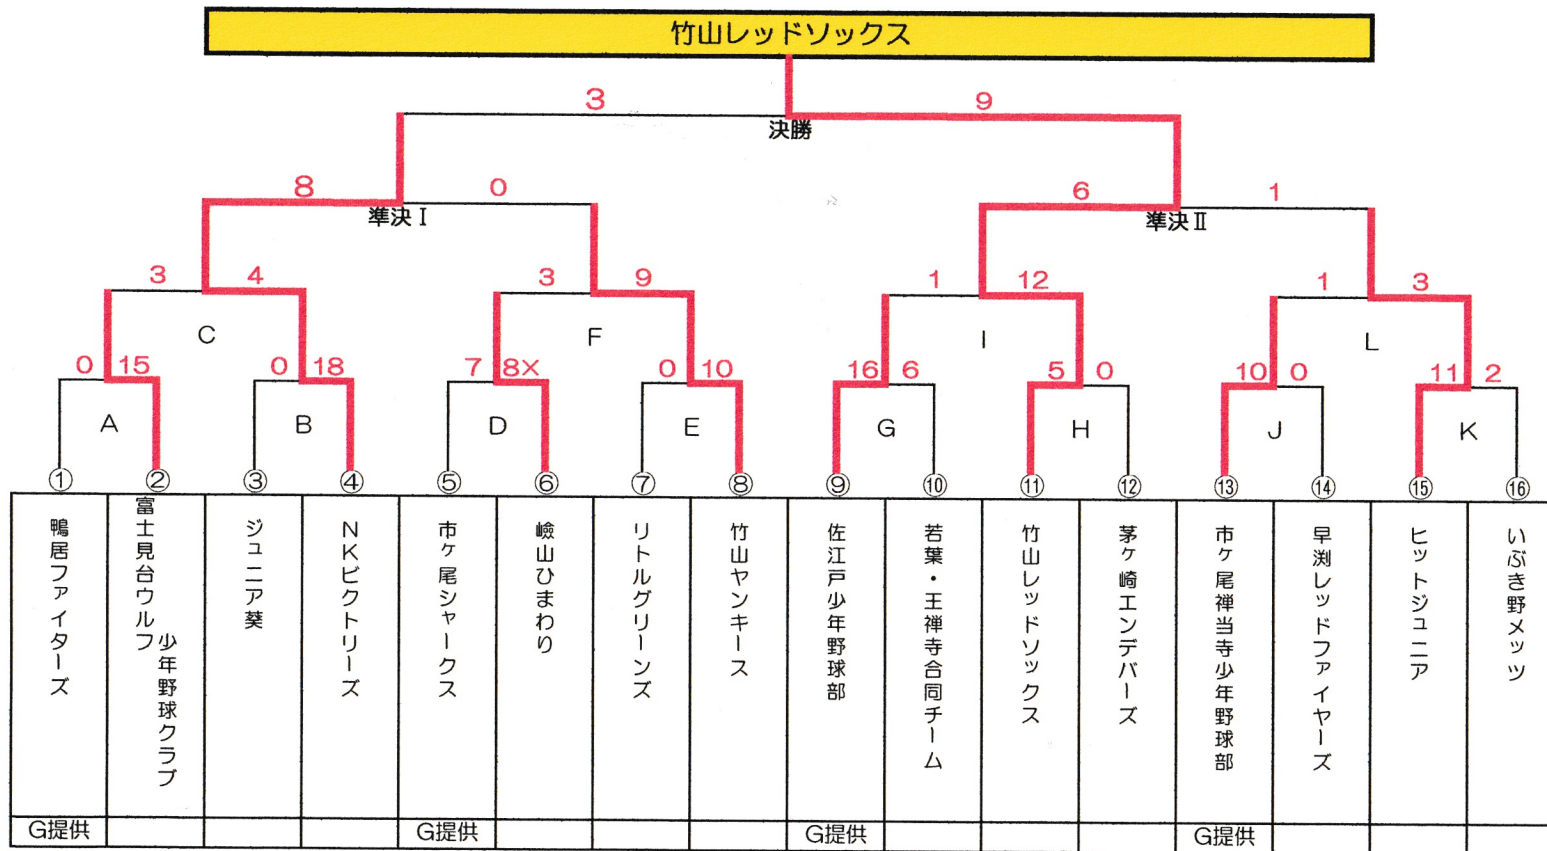 竹山レッドソックス
3 9
決勝
8 0 6 1
準決Ⅰ 準決Ⅱ
3 4 3 9 1 12 1 3
C F I L
0 15 0 18 7 8× 0 10 16 6 5 0 10 0 11 2
A B D E G H J K
① ② ③ ④ ⑤ ⑥ ⑦ ⑧ ⑨ ⑩ ⑪ ⑫ ⑬ ⑭ ⑮ ⑯
鴨居ファイターズ
富士見台ウルフ
少年野球クラブ
ジュニア葵
NKビクトリーズ
市ヶ尾シャークス
嶮山ひまわり
リトルグリーンズ
竹山ヤンキース
佐江戸少年野球部
若葉・王禅寺合同チーム
竹山レッドソックス
茅ヶ崎エンデバーズ
市ヶ尾禅当寺少年野球部
早渕レッドファイヤーズ
ヒットジュニア
いぶき野メッツ
G提供 G提供 G提供 G提供